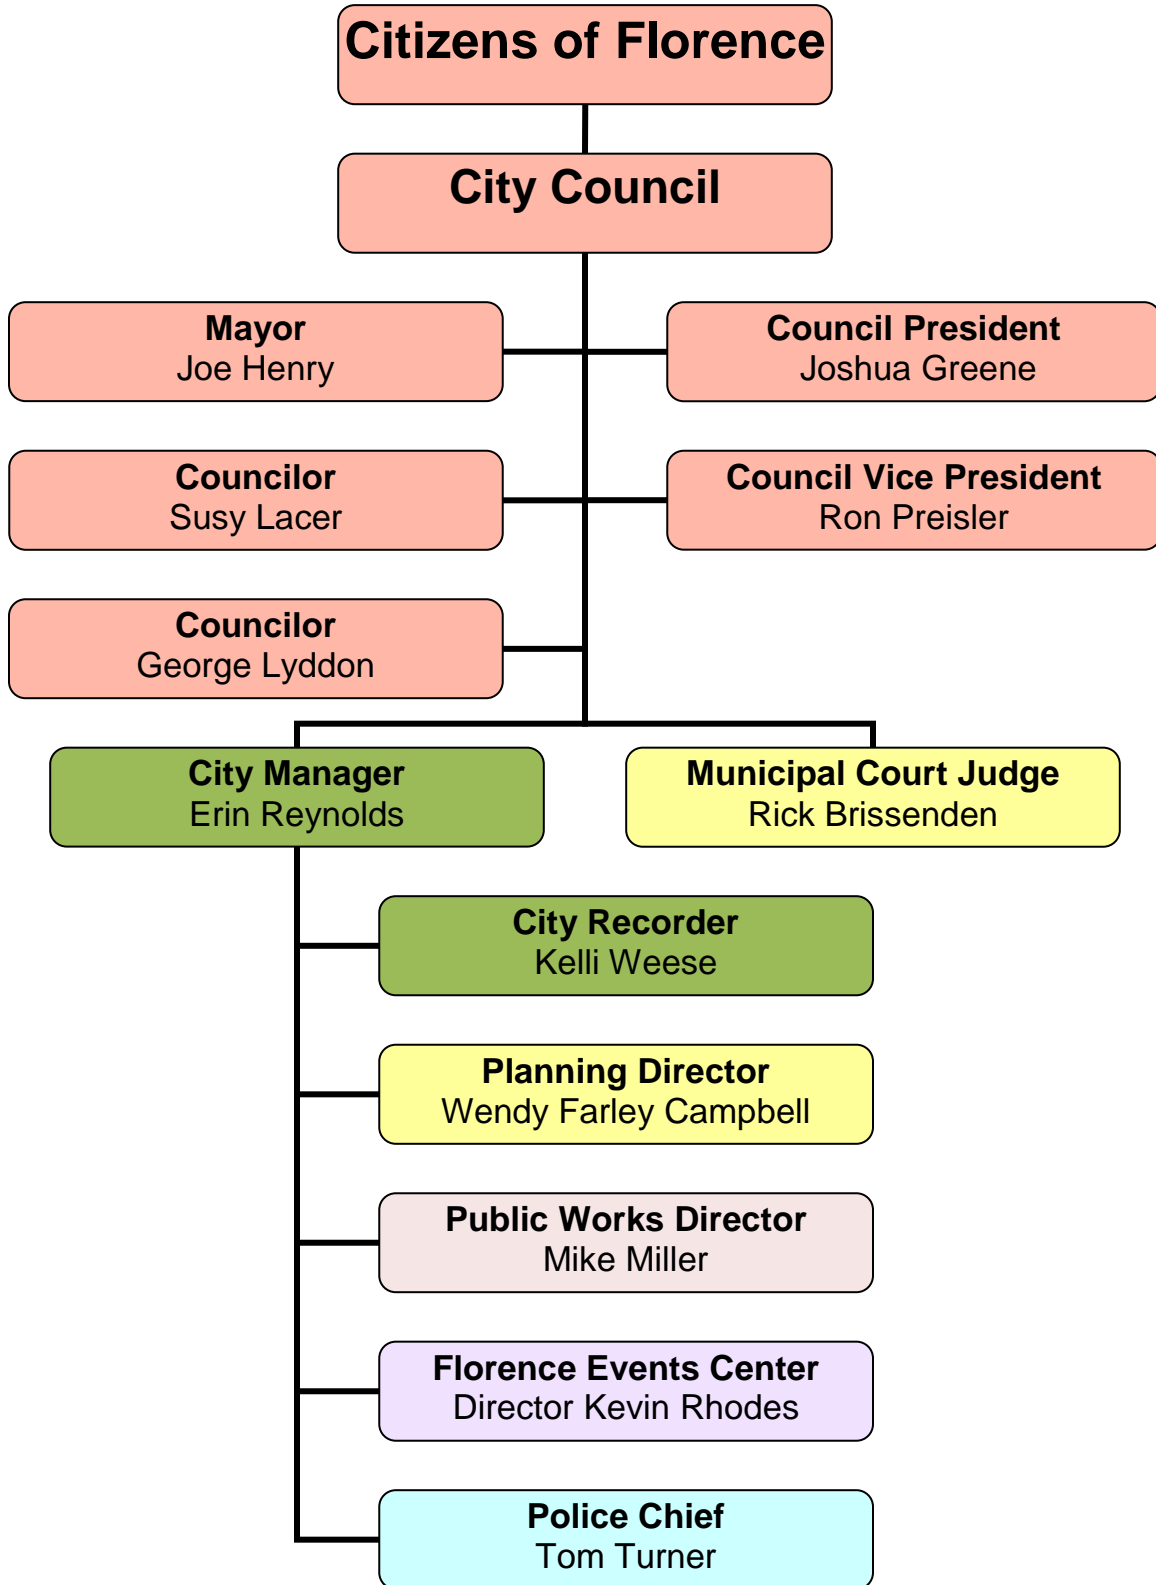 Citizens of Florence
City Council
Mayor
Joe Henry
Council President
Joshua Greene
Councilor
Susy Lacer
Council Vice President
Ron Preisler
Councilor
George Lyddon
City Manager
Erin Reynolds
Municipal Court Judge
Rick Brissenden
City Recorder
Kelli Weese
Planning Director
Wendy Farley Campbell
Public Works Director
Mike Miller
Florence Events Center
Director Kevin Rhodes
Police Chief
Tom Turner